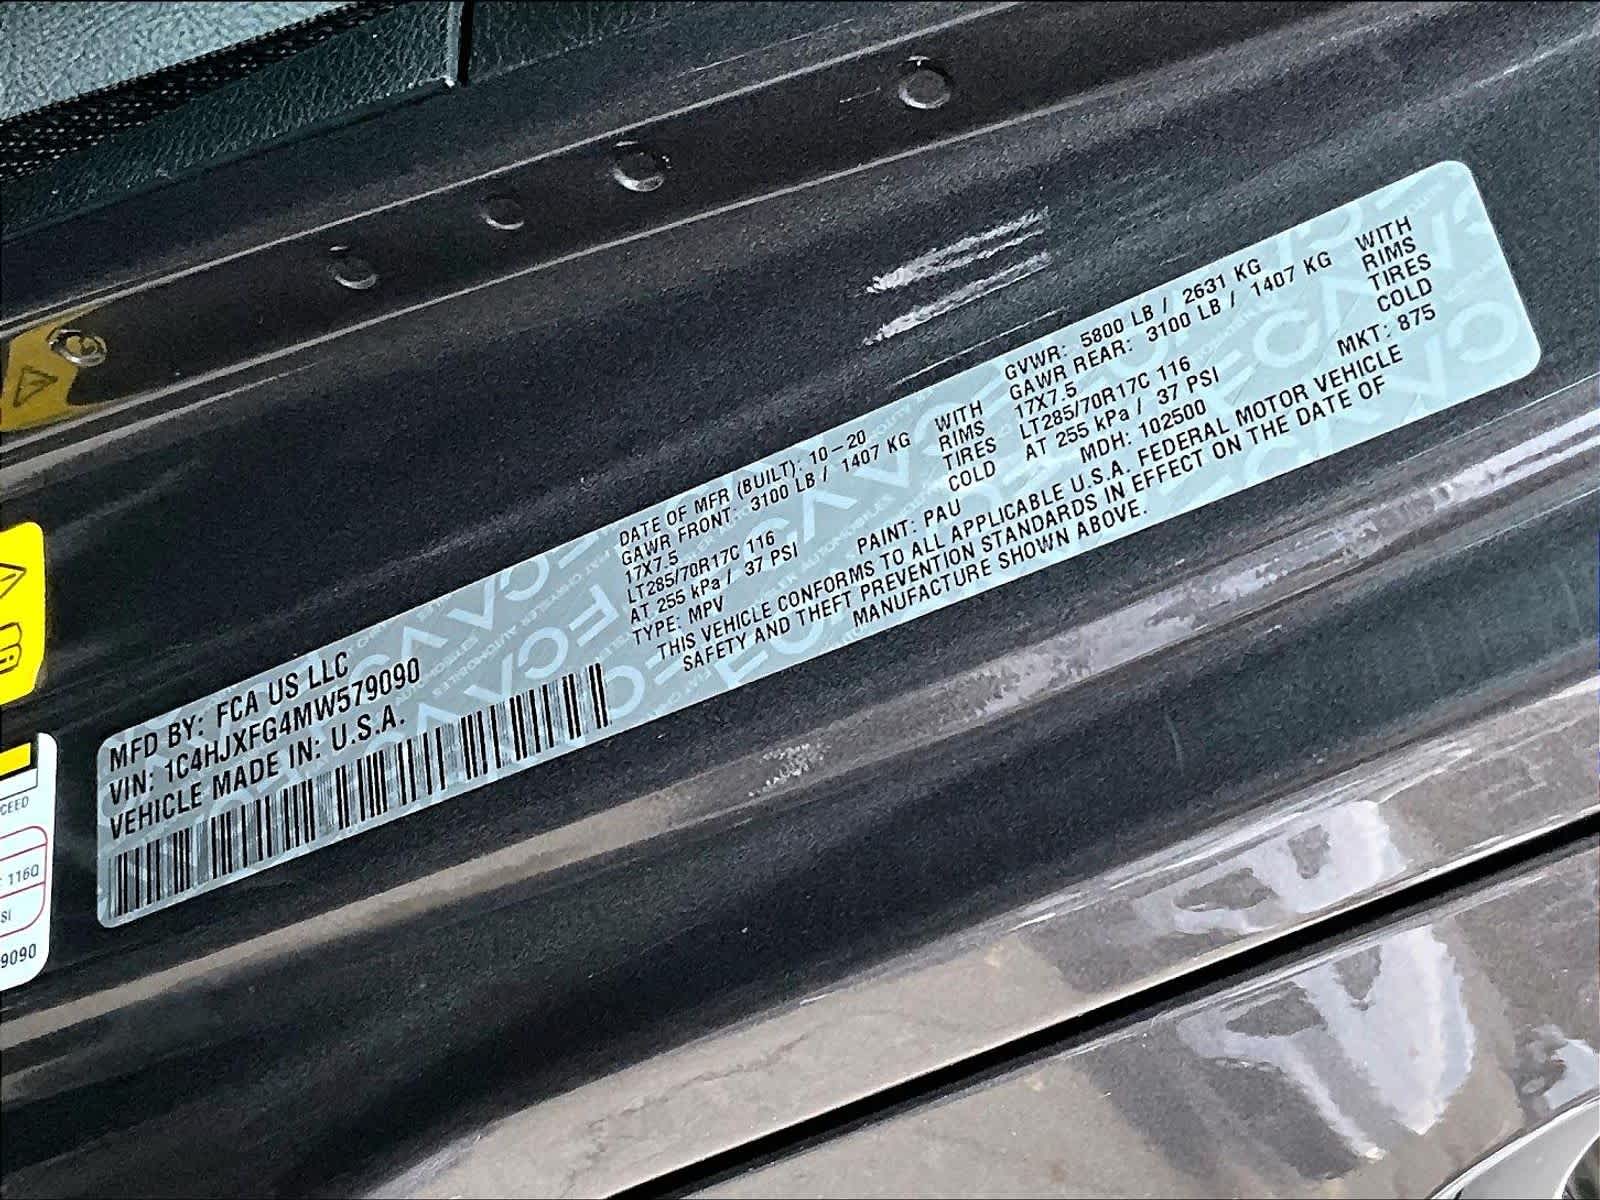 MFD BY: FCA US LLC
VIN: 1C4HJXFG4MW579090
VEHICLE MADE IN: U.S.A.
DATE OF MFR (BUILT): 10-20
GVWR: 5800 LB / 2631 KG
GAWR FRONT: 3100 LB / 1407 KG WITH
GAWR REAR: 3100 LB / 1407 KG WITH
17X7.5 RIMS
17X7.5 RIMS
LT285/70R17C 116 TIRES
LT285/70R17C 116 TIRES
AT 255 kPa / 37 PSI COLD
AT 255 kPa / 37 PSI COLD
TYPE: MPV PAINT: PAU MDH: 102500 MKT: 875
THIS VEHICLE CONFORMS TO ALL APPLICABLE U.S.A. FEDERAL MOTOR VEHICLE
SAFETY AND THEFT PREVENTION STANDARDS IN EFFECT ON THE DATE OF
MANUFACTURE SHOWN ABOVE.
CEED
116Q
SI
9090